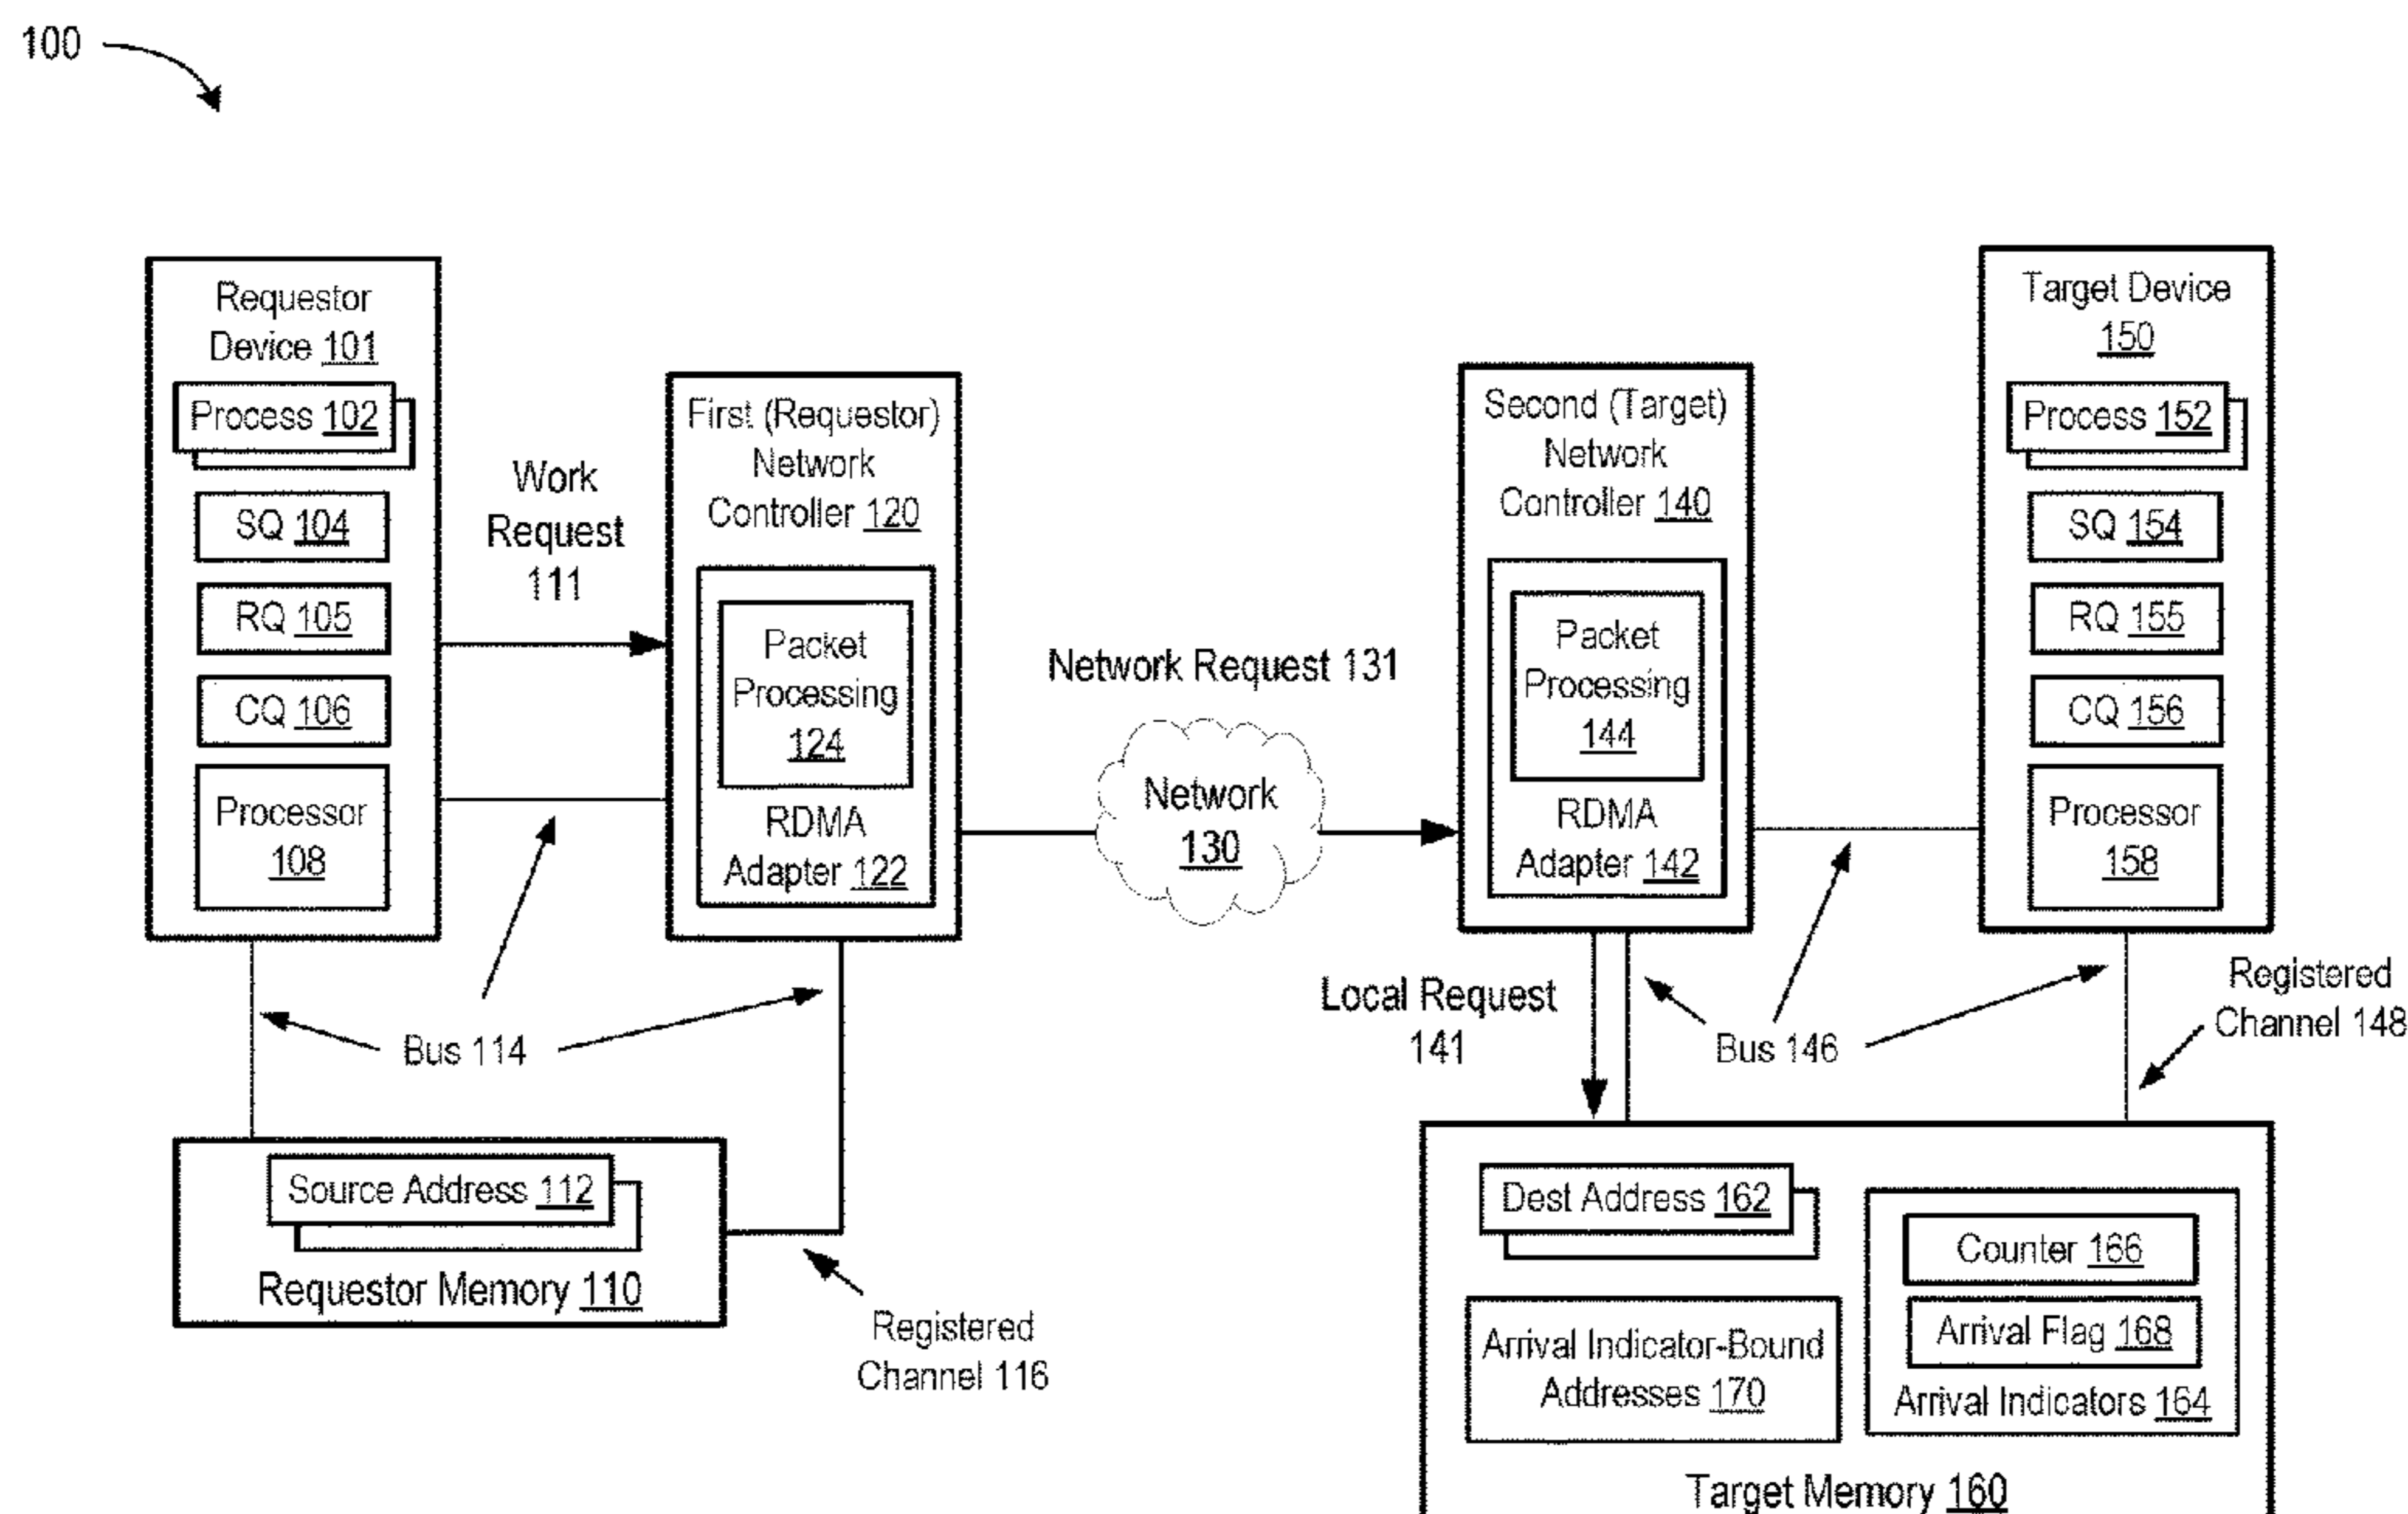 100
Requestor
Device 101
Process 102
SQ 104
RQ 105
CQ 106
Processor
108
Work
Request
111
First (Requestor)
Network
Controller 120
Packet
Processing
124
RDMA
Adapter 122
Network Request 131
Network
130
Second (Target)
Network
Controller 140
Packet
Processing
144
RDMA
Adapter 142
Target Device
150
Process 152
SQ 154
RQ 155
CQ 156
Processor
158
Bus 114
Local Request
141
Bus 146
Registered
Channel 148
Source Address 112
Requestor Memory 110
Registered
Channel 116
Dest Address 162
Arrival Indicator-Bound
Addresses 170
Counter 166
Arrival Flag 168
Arrival Indicators 164
Target Memory 160